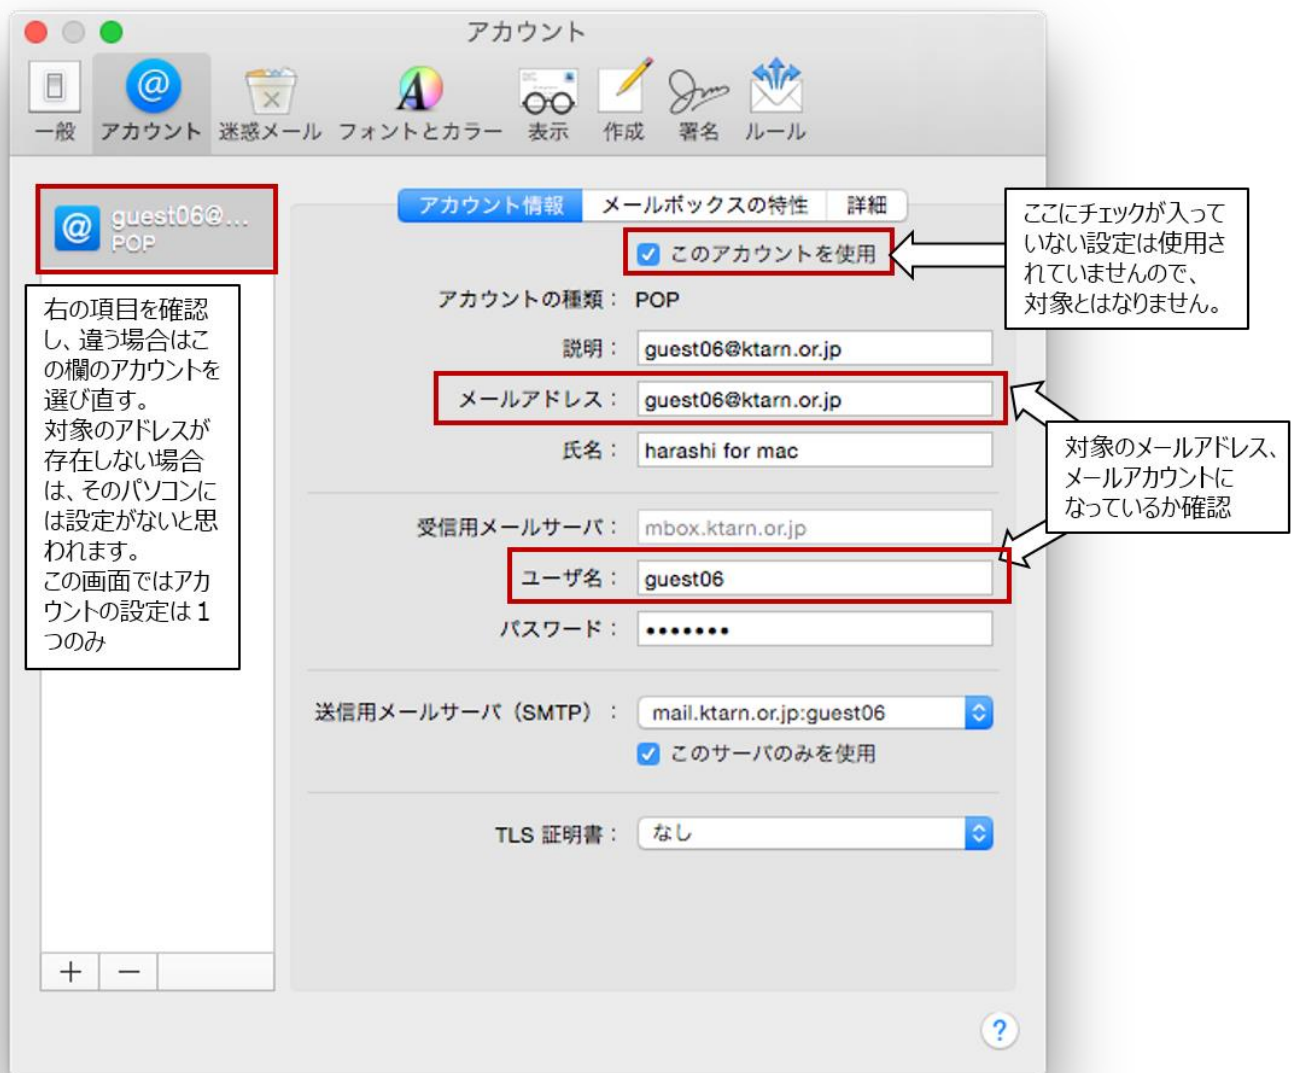 アカウント
一般 アカウント 迷惑メール フォントとカラー 表示 作成 署名 ルール
guest06@...
POP
右の項目を確認
し、違う場合はこ
の欄のアカウントを
選び直す。
対象のアドレスが
存在しない場合
は、そのパソコンに
は設定がないと思
われます。
この画面ではアカ
ウントの設定は１
つのみ
アカウント情報 メールボックスの特性 詳細
このアカウントを使用
ここにチェックが入って
いない設定は使用さ
れていませんので、
対象とはなりません。
アカウントの種類： POP
説明： guest06@ktarn.or.jp
メールアドレス： guest06@ktarn.or.jp
氏名： harashi for mac
対象のメールアドレス、
メールアカウントに
なっているか確認
受信用メールサーバ： mbox.ktarn.or.jp
ユーザ名： guest06
パスワード： •••••••
送信用メールサーバ（SMTP）： mail.ktarn.or.jp:guest06
このサーバのみを使用
TLS 証明書： なし
+ −
?